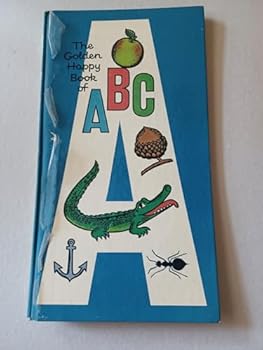 The
Golden
Happy
Book
of
ABC
A